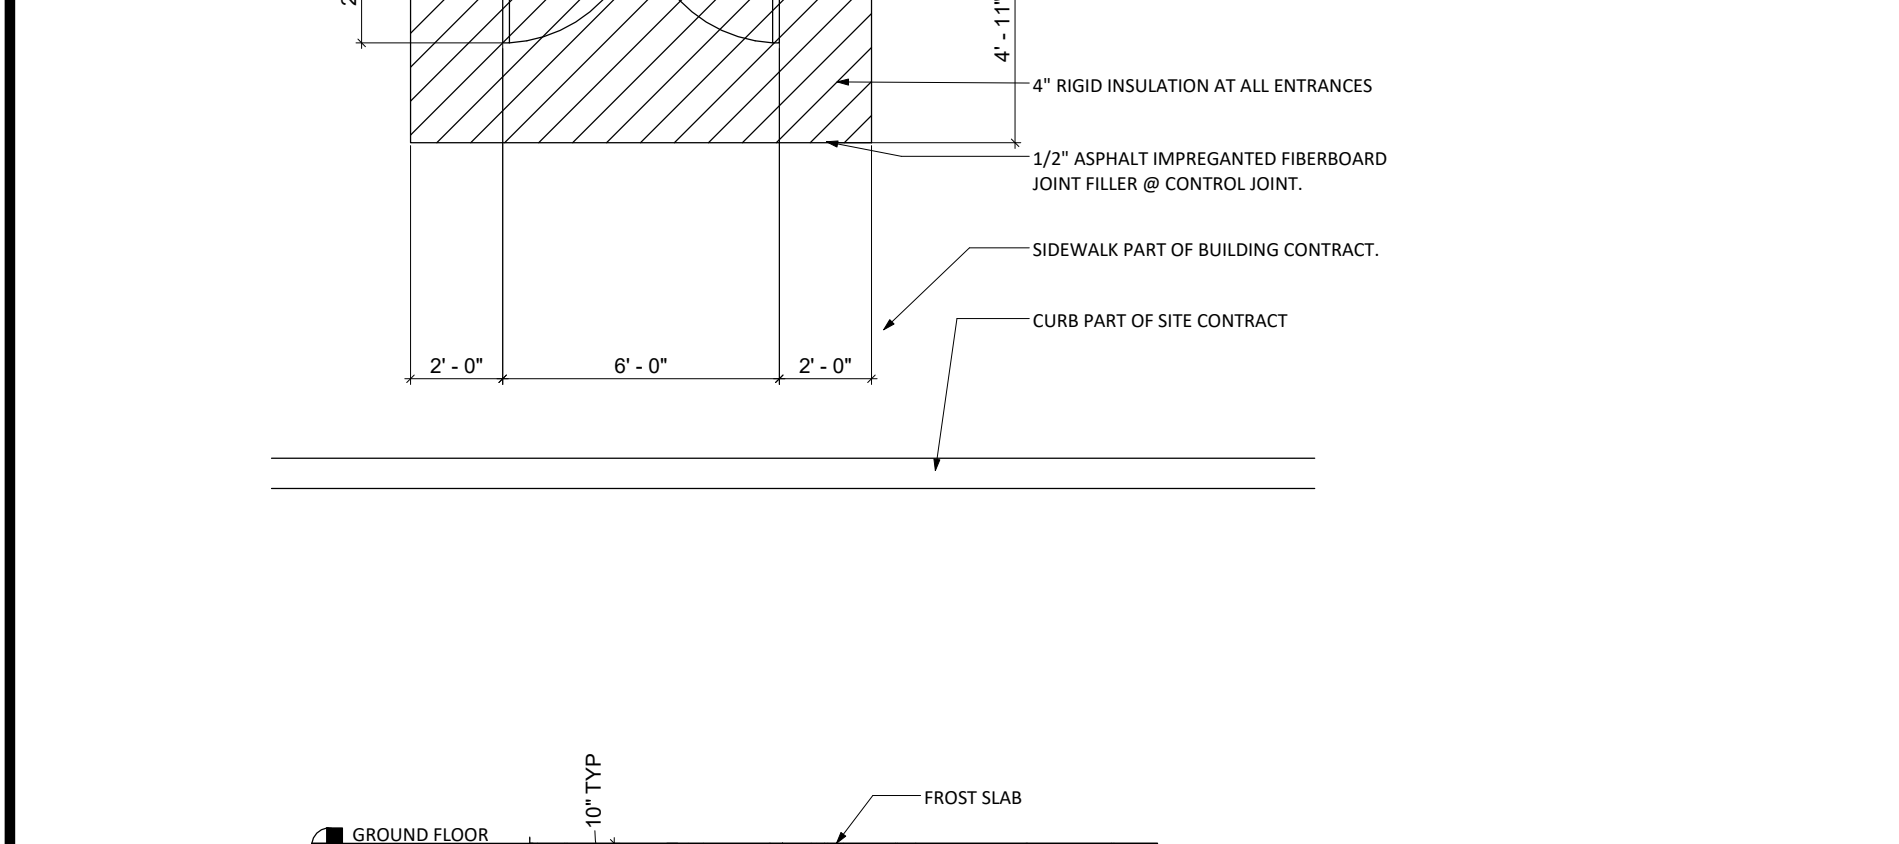 4' - 11"
4" RIGID INSULATION AT ALL ENTRANCES
1/2" ASPHALT IMPREGANTED FIBERBOARD
JOINT FILLER @ CONTROL JOINT.
SIDEWALK PART OF BUILDING CONTRACT.
CURB PART OF SITE CONTRACT
2' - 0" 6' - 0" 2' - 0"
10" TYP
FROST SLAB
GROUND FLOOR